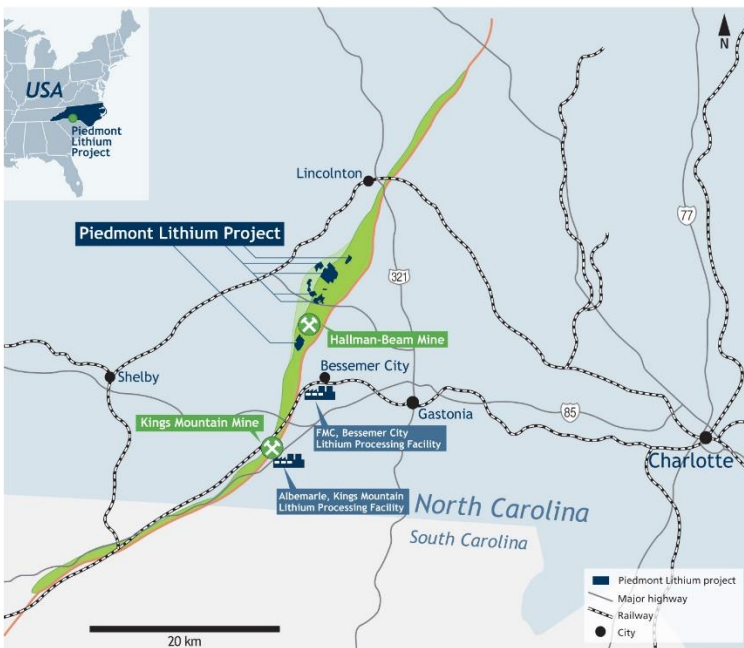 USA
Piedmont
Lithium
Project
N
Lincolnton
77
Piedmont Lithium Project
321
Hallman-Beam Mine
Shelby
Bessemer City
Gastonia
85
Kings Mountain Mine
FMC, Bessemer City
Lithium Processing Facility
Charlotte
Albemarle, Kings Mountain
Lithium Processing Facility
North Carolina
South Carolina
Piedmont Lithium project
Major highway
Railway
City
20 km